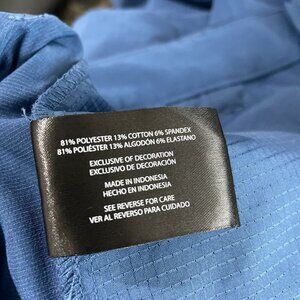 81% POLYESTER 13% COTTON 6% SPANDEX
81% POLIÉSTER 13% ALGODÓN 6% ELASTANO
EXCLUSIVE OF DECORATION
EXCLUSIVO DE DECORACIÓN
MADE IN INDONESIA
HECHO EN INDONESIA
SEE REVERSE FOR CARE
VER AL REVERSO PARA CUIDADO